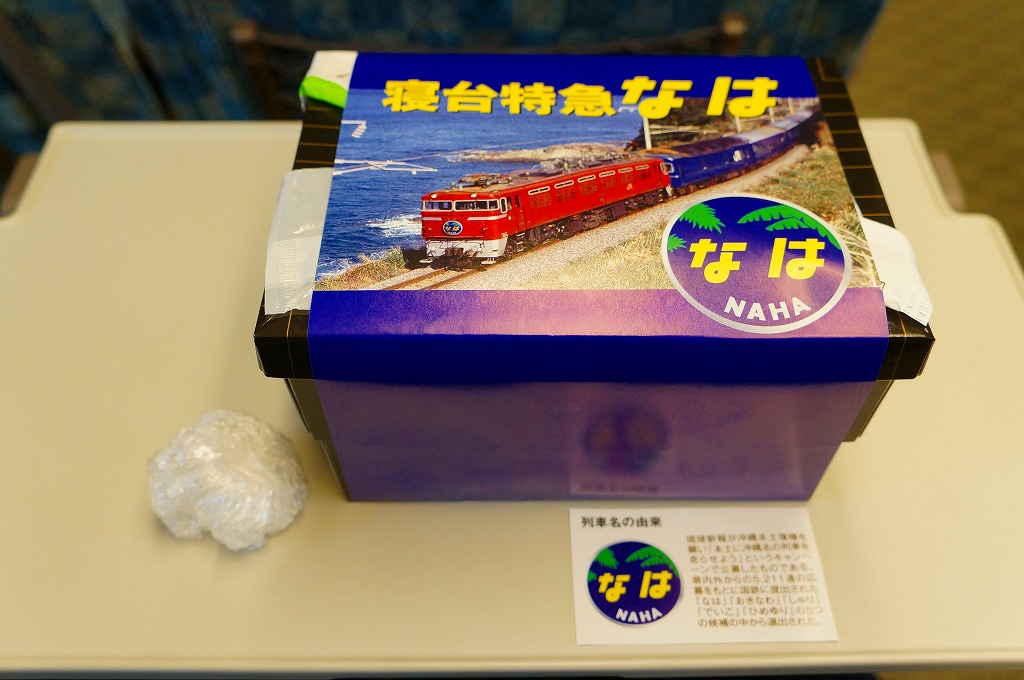 寝台特急なは
なは
なは
NAHA
列車名の由来
なは
NAHA
琉球新報が沖縄本土復帰を
願い「本土に沖縄名の列車を
走らせよう」というキャンペ
ーンで公募したものである。
県内外からの5,211通の応
募をもとに国鉄に提出された
「なは」「おきなわ」「しゅり」
「でいご」「ひめゆり」の5つ
の候補の中から選出された。